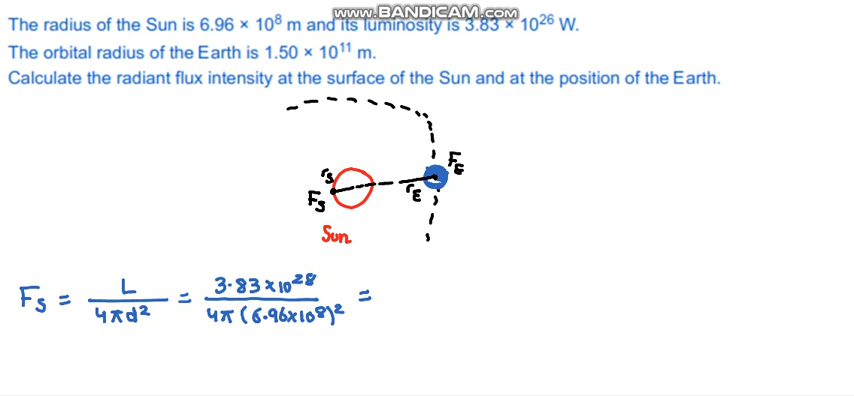 www.BANDICAM.com
The radius of the Sun is 6.96 × 10⁸ m and its luminosity is 3.83 × 10²⁶ W.
The orbital radius of the Earth is 1.50 × 10¹¹ m.
Calculate the radiant flux intensity at the surface of the Sun and at the position of the Earth.
F_E
r_s
F_s
r_E
Sun
F_s = L / 4πd² = 3.83×10²⁸ / 4π(6.96×10⁸)² =